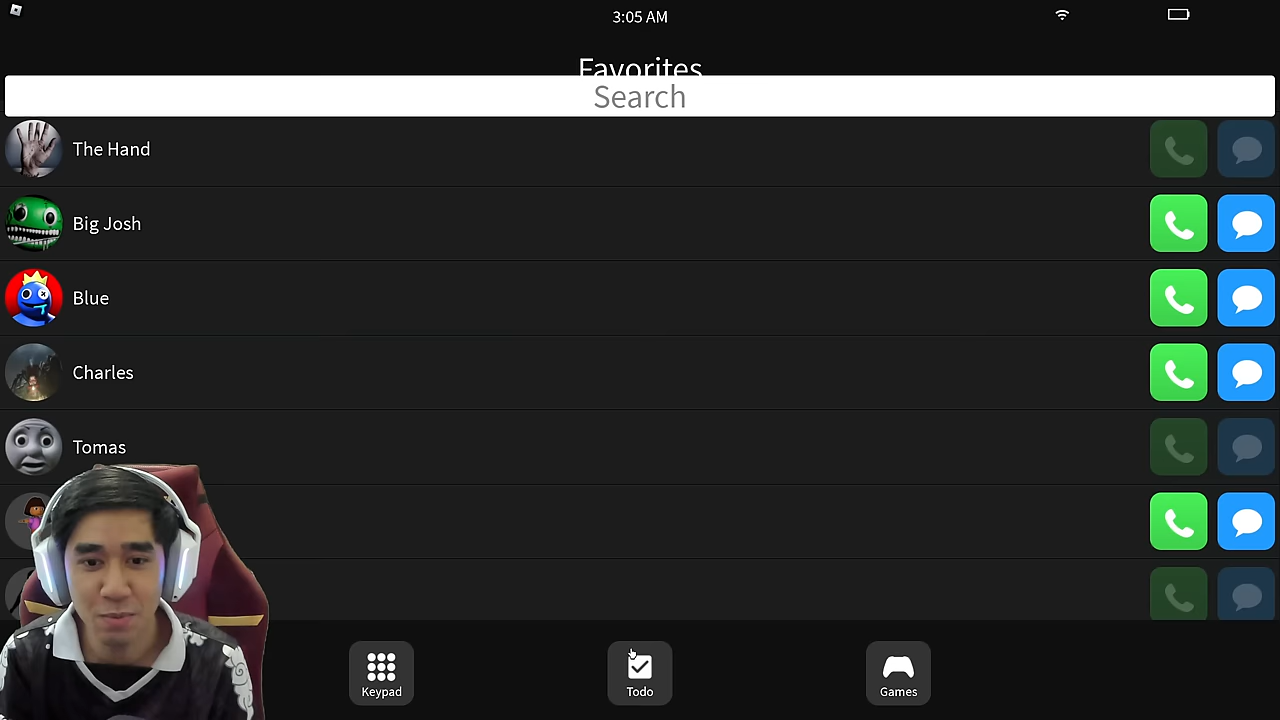 3:05 AM
Favorites
Search
The Hand
Big Josh
Blue
Charles
Tomas
Keypad
Todo
Games